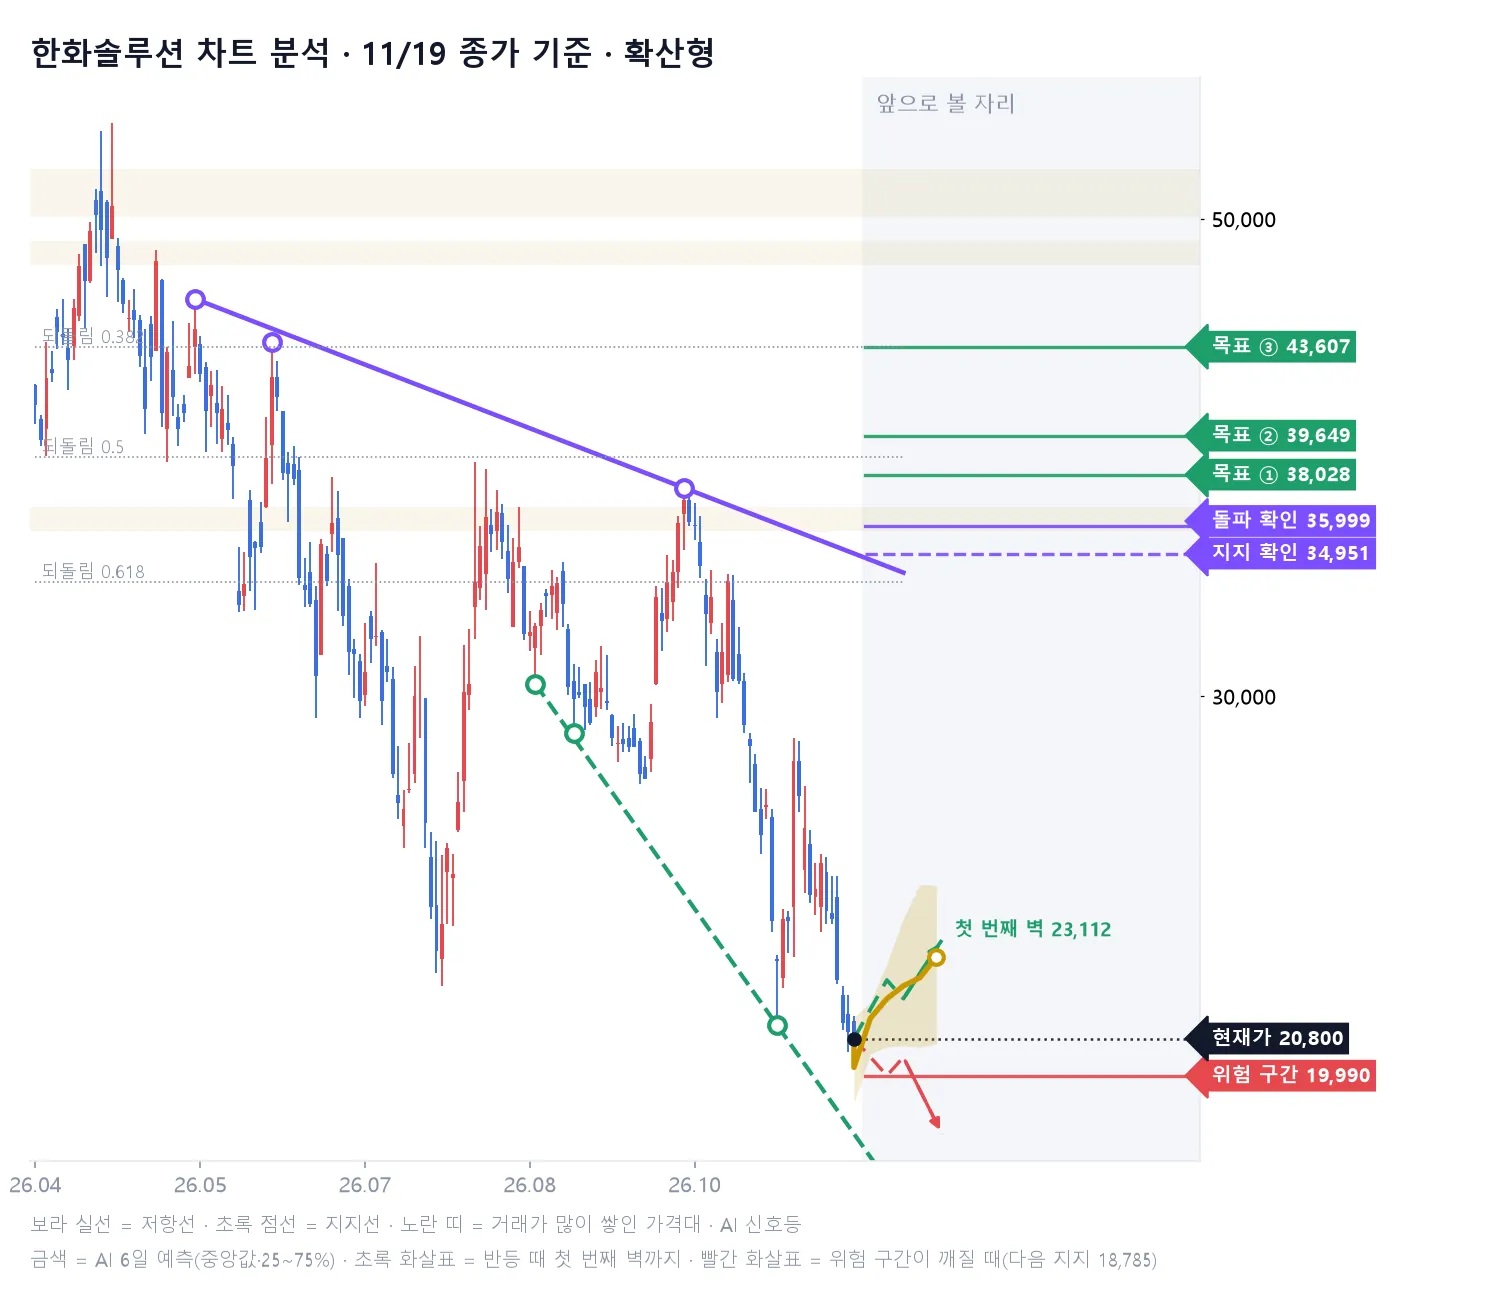 한화솔루션 차트 분석 · 11/19 종가 기준 · 확산형
앞으로 볼 자리
50,000
되돌림 0.382
목표 ③ 43,607
되돌림 0.5
목표 ② 39,649
목표 ① 38,028
돌파 확인 35,999
지지 확인 34,951
되돌림 0.618
30,000
첫 번째 벽 23,112
현재가 20,800
위험 구간 19,990
26.04
26.05
26.07
26.08
26.10
보라 실선 = 저항선 · 초록 점선 = 지지선 · 노란 띠 = 거래가 많이 쌓인 가격대 · AI 신호등
금색 = AI 6일 예측(중앙값·25~75%) · 초록 화살표 = 반등 때 첫 번째 벽까지 · 빨간 화살표 = 위험 구간이 깨질 때(다음 지지 18,785)